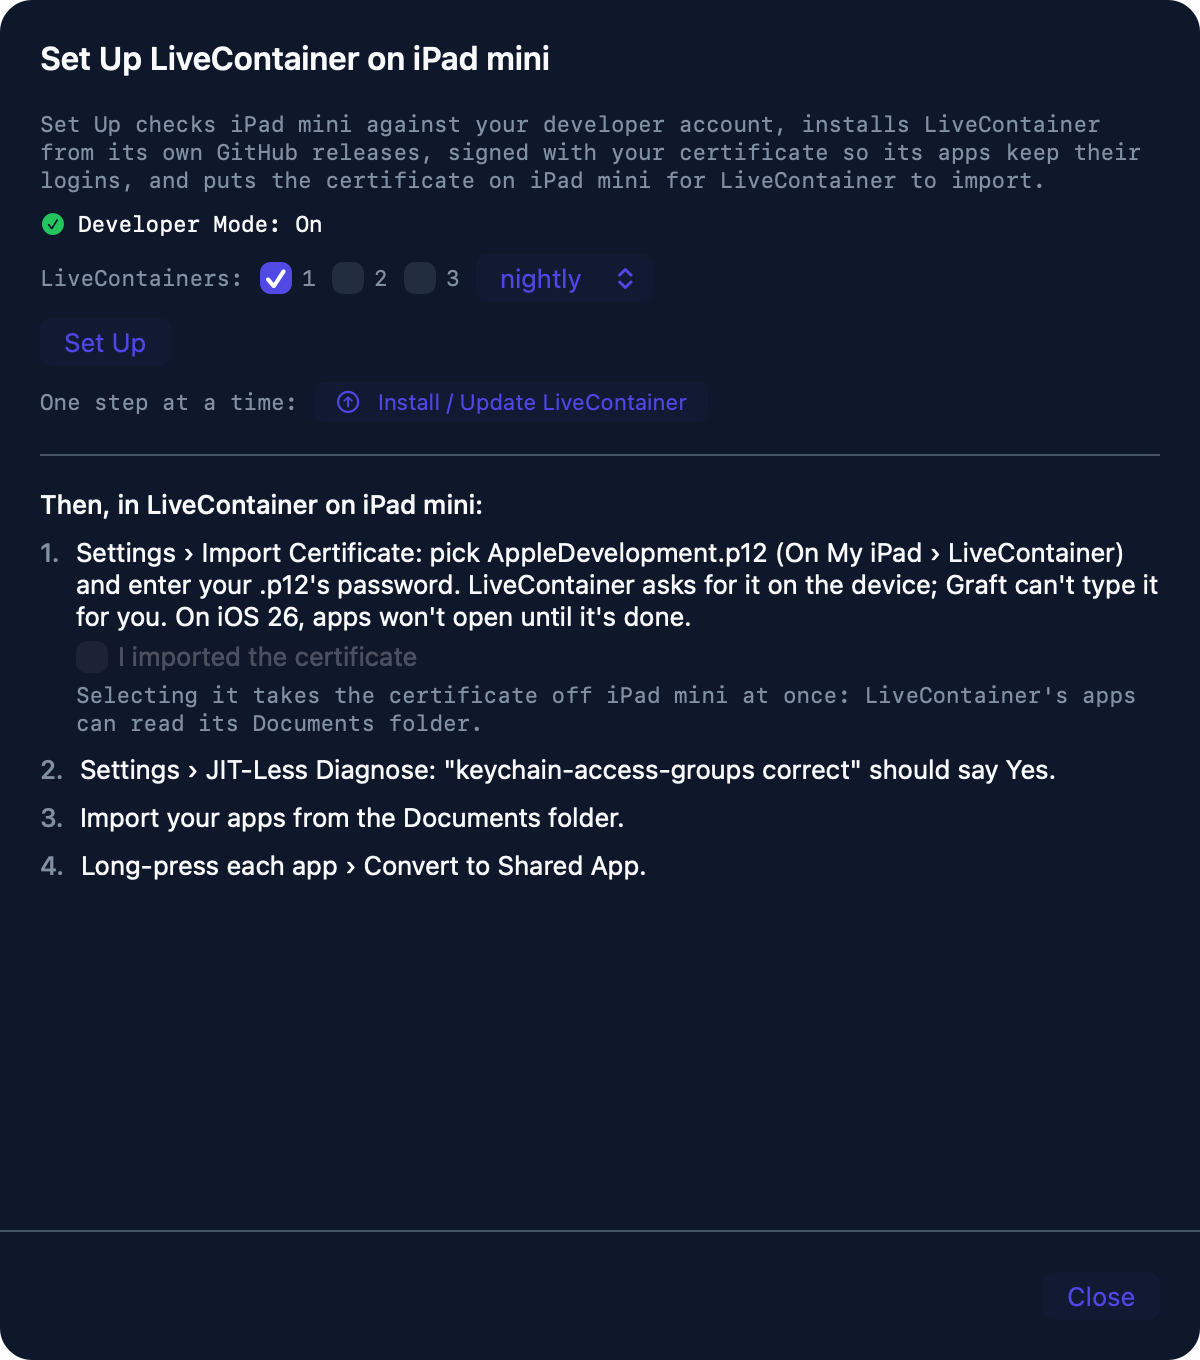 Set Up LiveContainer on iPad mini
Set Up checks iPad mini against your developer account, installs LiveContainer
from its own GitHub releases, signed with your certificate so its apps keep their
logins, and puts the certificate on iPad mini for LiveContainer to import.
Developer Mode: On
LiveContainers: 1 2 3 nightly
Set Up
One step at a time: Install / Update LiveContainer
Then, in LiveContainer on iPad mini:
1. Settings › Import Certificate: pick AppleDevelopment.p12 (On My iPad › LiveContainer)
and enter your .p12's password. LiveContainer asks for it on the device; Graft can't type it
for you. On iOS 26, apps won't open until it's done.
I imported the certificate
Selecting it takes the certificate off iPad mini at once: LiveContainer's apps
can read its Documents folder.
2. Settings › JIT-Less Diagnose: "keychain-access-groups correct" should say Yes.
3. Import your apps from the Documents folder.
4. Long-press each app › Convert to Shared App.
Close